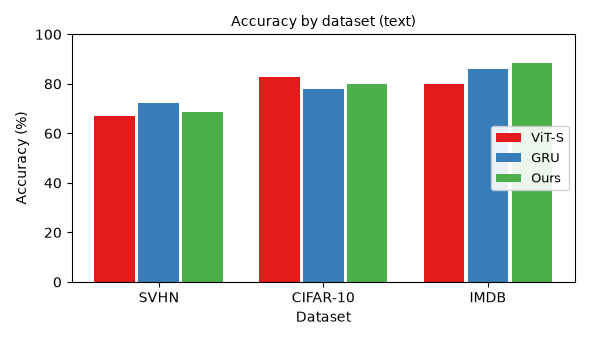 Accuracy by dataset (text)
100
80
60
40
20
0
Accuracy (%)
ViT-S
GRU
Ours
SVHN
CIFAR-10
IMDB
Dataset